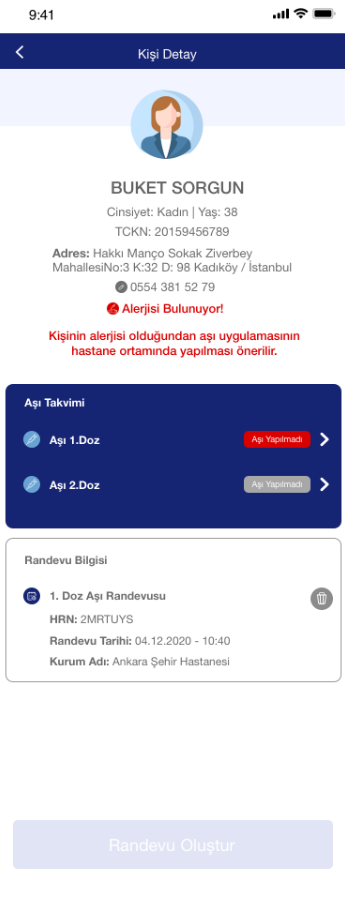 9:41
Kişi Detay
BUKET SORGUN
Cinsiyet: Kadın | Yaş: 38
TCKN: 20159456789
Adres: Hakkı Manço Sokak Ziverbey
MahallesiNo:3 K:32 D: 98 Kadıköy / İstanbul
0554 381 52 79
Alerjisi Bulunuyor!
Kişinin alerjisi olduğundan aşı uygulamasının
hastane ortamında yapılması önerilir.
Aşı Takvimi
Aşı 1.Doz
Aşı Yapılmadı
Aşı 2.Doz
Aşı Yapılmadı
Randevu Bilgisi
1. Doz Aşı Randevusu
HRN: 2MRTUYS
Randevu Tarihi: 04.12.2020 - 10:40
Kurum Adı: Ankara Şehir Hastanesi
Randevu Oluştur